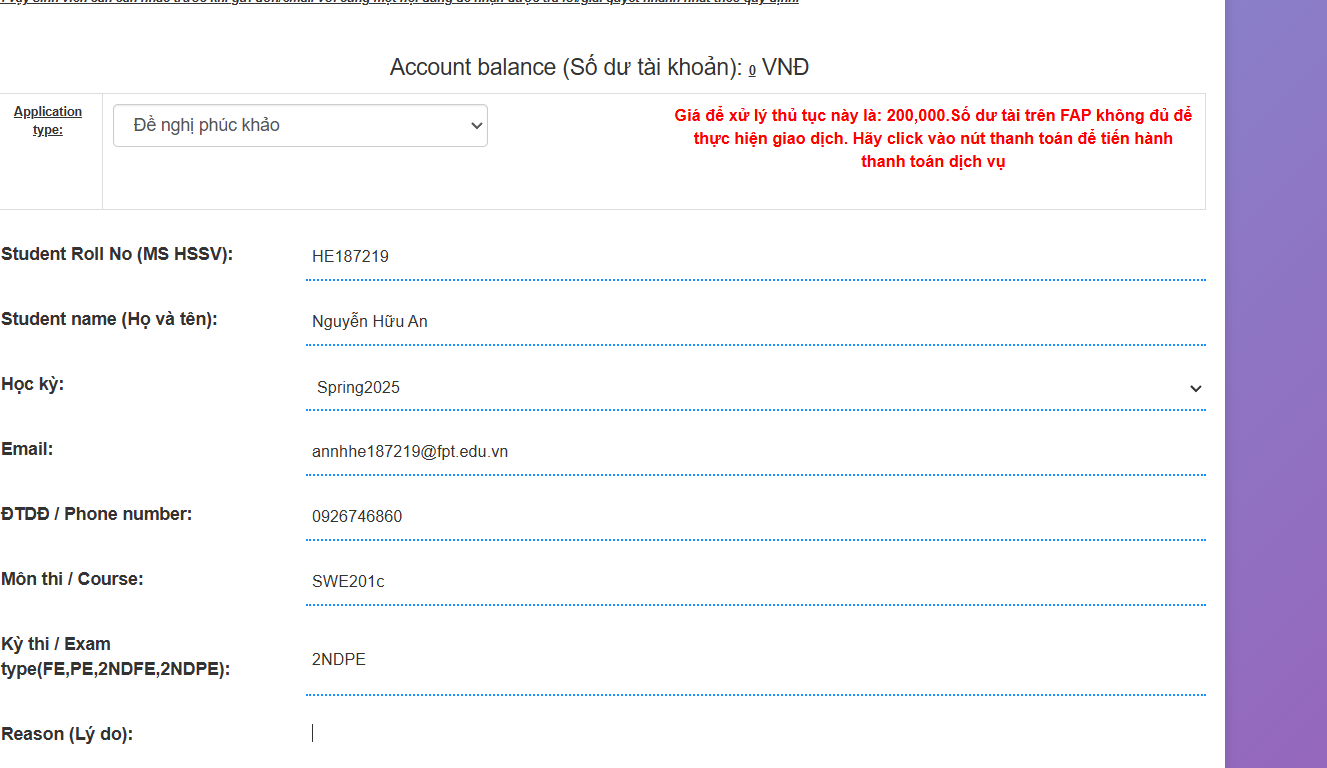 Account balance (Số dư tài khoản): 0 VNĐ
Application
type:
Đề nghị phúc khảo
Giá để xử lý thủ tục này là: 200,000.Số dư tài trên FAP không đủ để
thực hiện giao dịch. Hãy click vào nút thanh toán để tiến hành
thanh toán dịch vụ
Student Roll No (MS HSSV):
HE187219
Student name (Họ và tên):
Nguyễn Hữu An
Học kỳ:
Spring2025
Email:
annhhe187219@fpt.edu.vn
ĐTDĐ / Phone number:
0926746860
Môn thi / Course:
SWE201c
Kỳ thi / Exam
type(FE,PE,2NDFE,2NDPE):
2NDPE
Reason (Lý do):